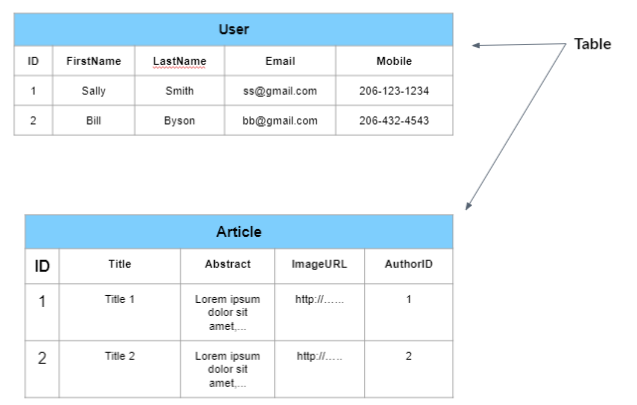 User
Table
ID FirstName LastName Email Mobile
1 Sally Smith ss@gmail.com 206-123-1234
2 Bill Byson bb@gmail.com 206-432-4543
Article
ID Title Abstract ImageURL AuthorID
1 Title 1 Lorem ipsum http://...... 1
dolor sit
amet,...
2 Title 2 Lorem ipsum http://..... 2
dolor sit
amet,...